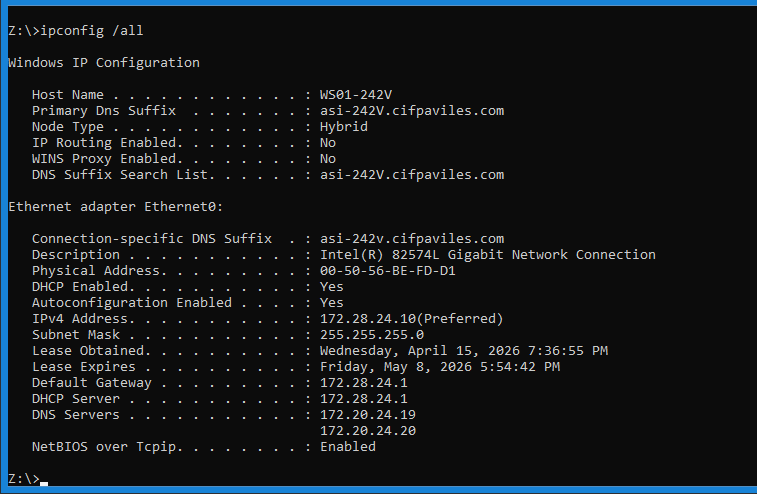 Z:\>ipconfig /all
Windows IP Configuration
Host Name . . . . . . . . . . . . : WS01-242V
Primary Dns Suffix  . . . . . . . : asi-242V.cifpaviles.com
Node Type . . . . . . . . . . . . : Hybrid
IP Routing Enabled. . . . . . . . : No
WINS Proxy Enabled. . . . . . . . : No
DNS Suffix Search List. . . . . . : asi-242V.cifpaviles.com
Ethernet adapter Ethernet0:
Connection-specific DNS Suffix  . : asi-242v.cifpaviles.com
Description . . . . . . . . . . . : Intel(R) 82574L Gigabit Network Connection
Physical Address. . . . . . . . . : 00-50-56-BE-FD-D1
DHCP Enabled. . . . . . . . . . . : Yes
Autoconfiguration Enabled . . . . : Yes
IPv4 Address. . . . . . . . . . . : 172.28.24.10(Preferred)
Subnet Mask . . . . . . . . . . . : 255.255.255.0
Lease Obtained. . . . . . . . . . : Wednesday, April 15, 2026 7:36:55 PM
Lease Expires . . . . . . . . . . : Friday, May 8, 2026 5:54:42 PM
Default Gateway . . . . . . . . . : 172.28.24.1
DHCP Server . . . . . . . . . . . : 172.28.24.1
DNS Servers . . . . . . . . . . . : 172.20.24.19
172.20.24.20
NetBIOS over Tcpip. . . . . . . . : Enabled
Z:\>